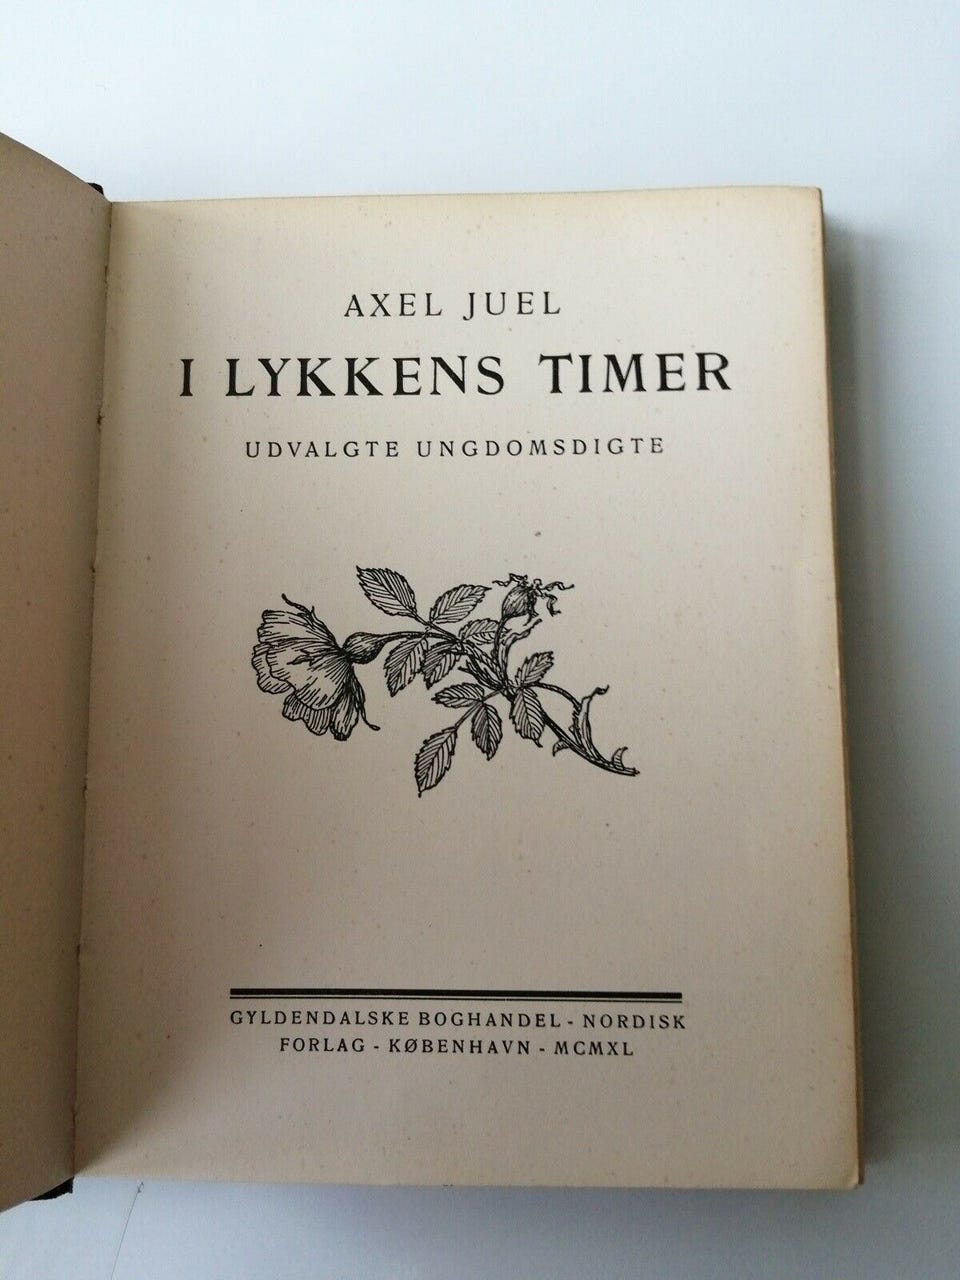 AXEL JUEL
I LYKKENS TIMER
UDVALGTE UNGDOMSDIGTE
GYLDENDALSKE BOGHANDEL - NORDISK
FORLAG - KØBENHAVN - MCMXL